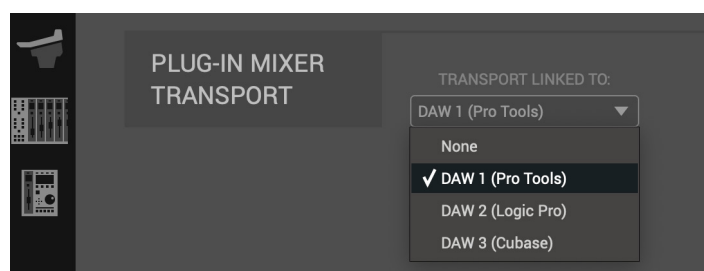 PLUG-IN MIXER
TRANSPORT
TRANSPORT LINKED TO:
DAW 1 (Pro Tools)
None
DAW 1 (Pro Tools)
DAW 2 (Logic Pro)
DAW 3 (Cubase)